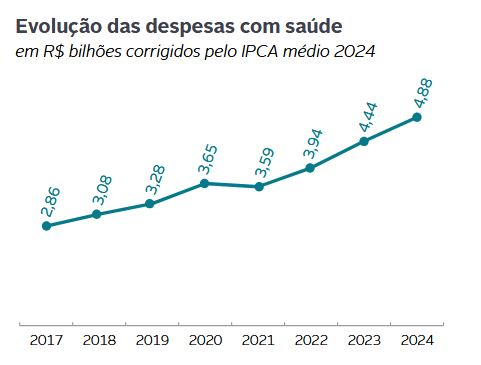 Evolução das despesas com saúde
em R$ bilhões corrigidos pelo IPCA médio 2024
2,86
3,08
3,28
3,65
3,59
3,94
4,44
4,88
2017 2018 2019 2020 2021 2022 2023 2024